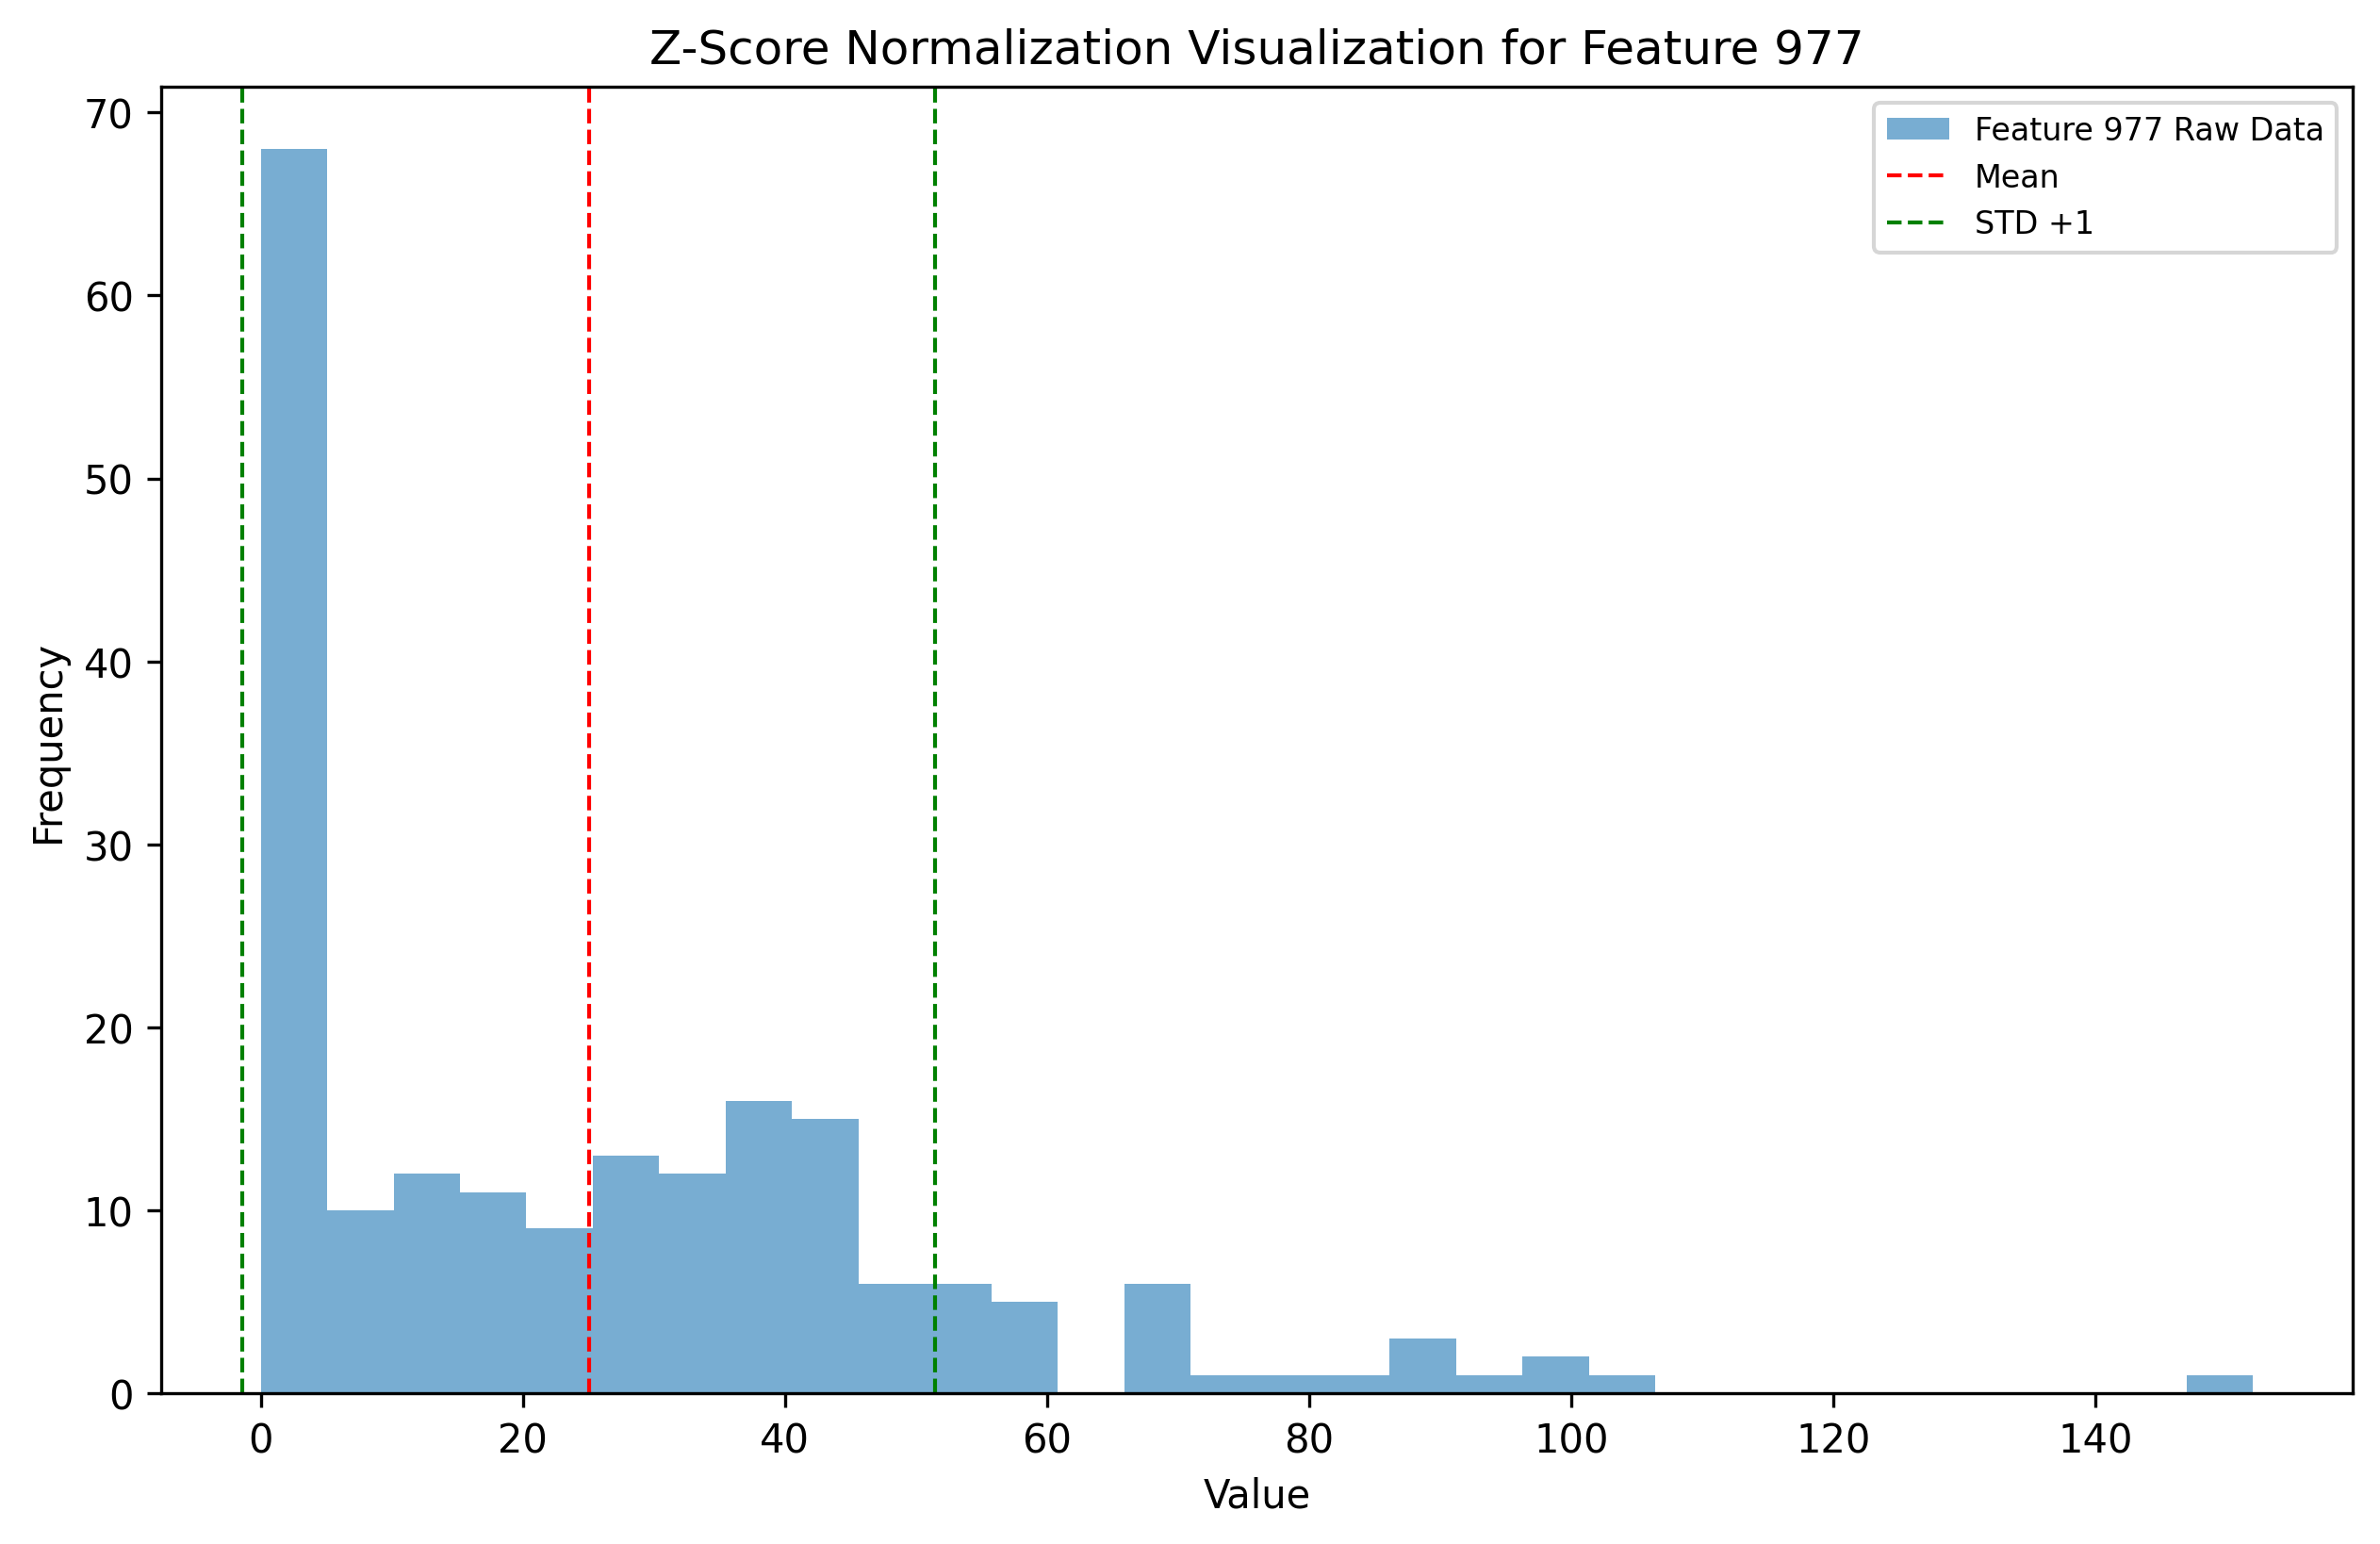 Z-Score Normalization Visualization for Feature 977
Feature 977 Raw Data
Mean
STD +1
70
60
50
40
30
20
10
0
Frequency
0 20 40 60 80 100 120 140
Value